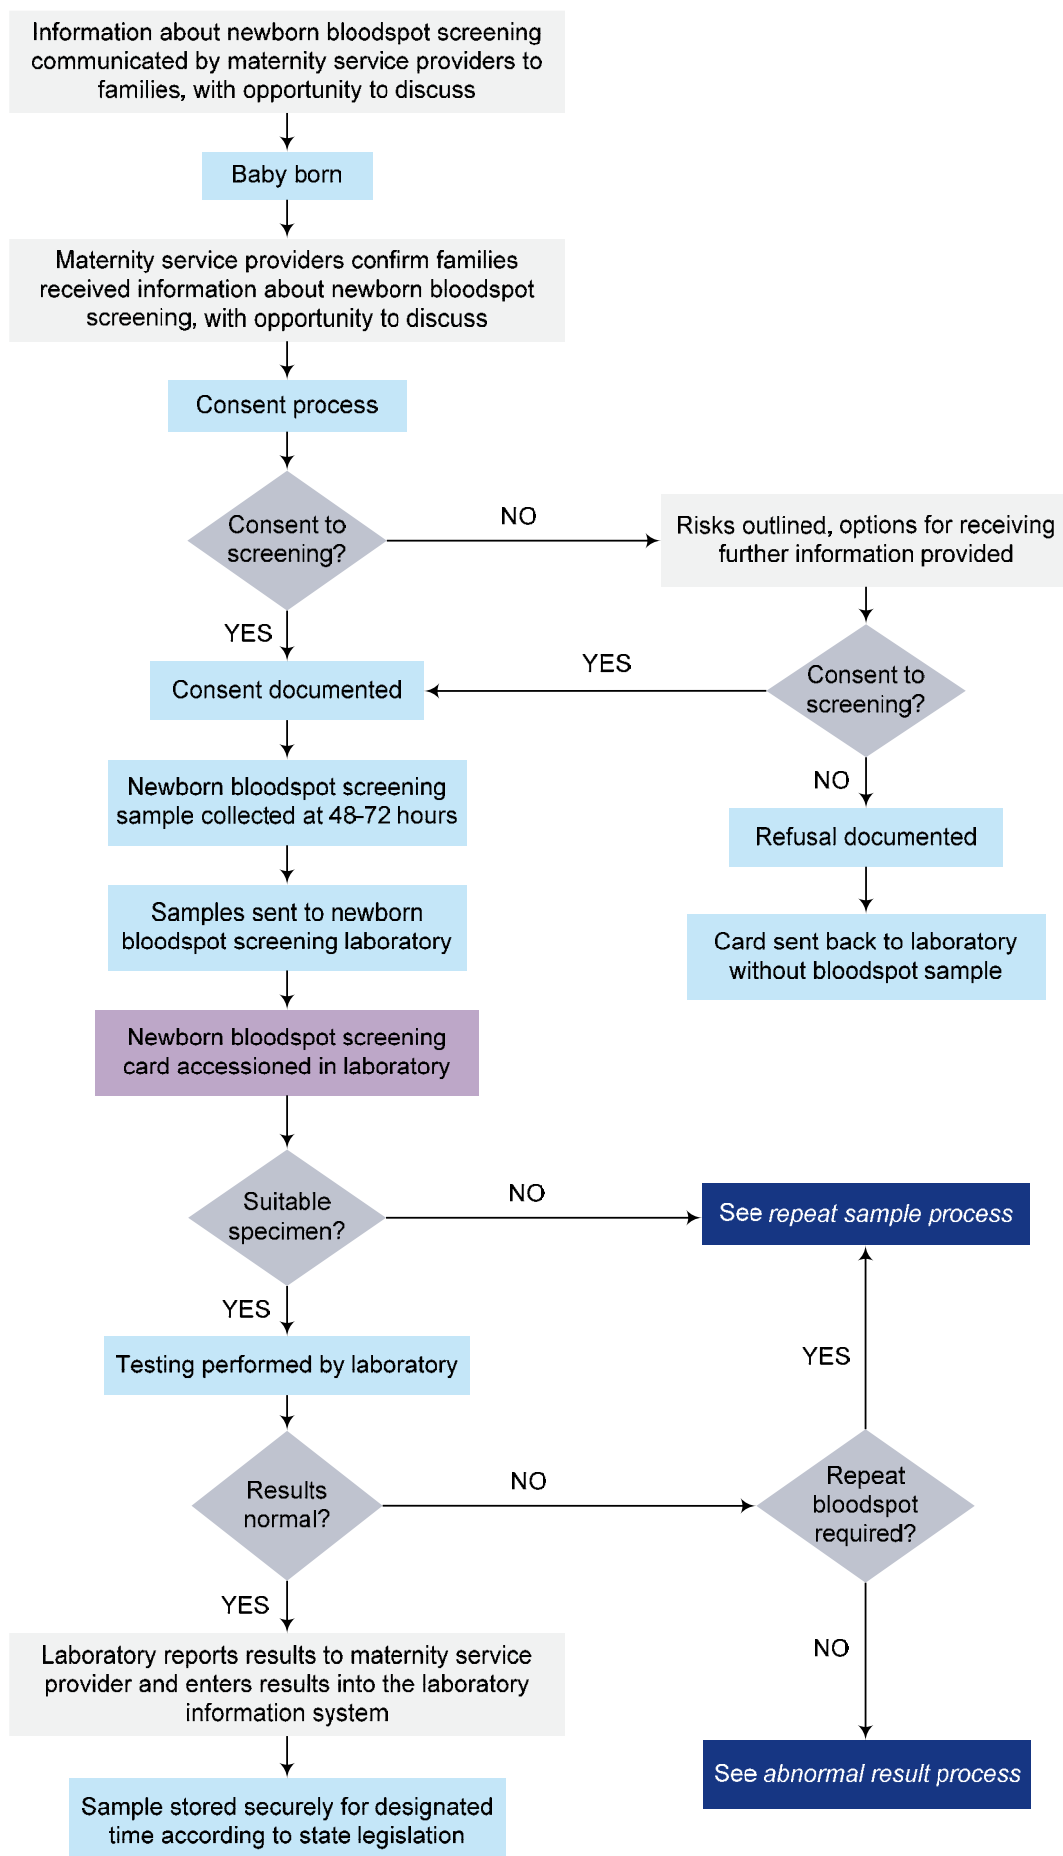 Information about newborn bloodspot screening
communicated by maternity service providers to
families, with opportunity to discuss
Baby born
Maternity service providers confirm families
received information about newborn bloodspot
screening, with opportunity to discuss
Consent process
Consent to
screening?
NO
Risks outlined, options for receiving
further information provided
YES
Consent documented
YES
Consent to
screening?
NO
Refusal documented
Card sent back to laboratory
without bloodspot sample
Newborn bloodspot screening
sample collected at 48-72 hours
Samples sent to newborn
bloodspot screening laboratory
Newborn bloodspot screening
card accessioned in laboratory
Suitable
specimen?
NO
See repeat sample process
YES
Testing performed by laboratory
YES
Results
normal?
NO
Repeat
bloodspot
required?
YES
NO
Laboratory reports results to maternity service
provider and enters results into the laboratory
information system
See abnormal result process
Sample stored securely for designated
time according to state legislation